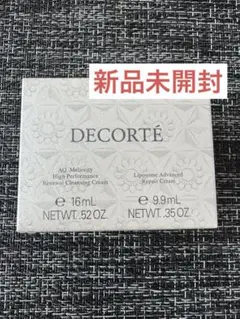 新品未開封
DECORTÉ
AQ Meliority
High Performance
Renewal Cleansing Cream
Liposome Advanced
Repair Cream
℮ 16mL
NETWT. .52 OZ.
℮ 9.9mL
NETWT. .35 OZ.